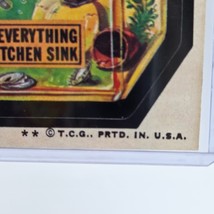 EVERYTHING
TCHEN SINK
** © T.C.G.. PRTD. IN. U.S.A.